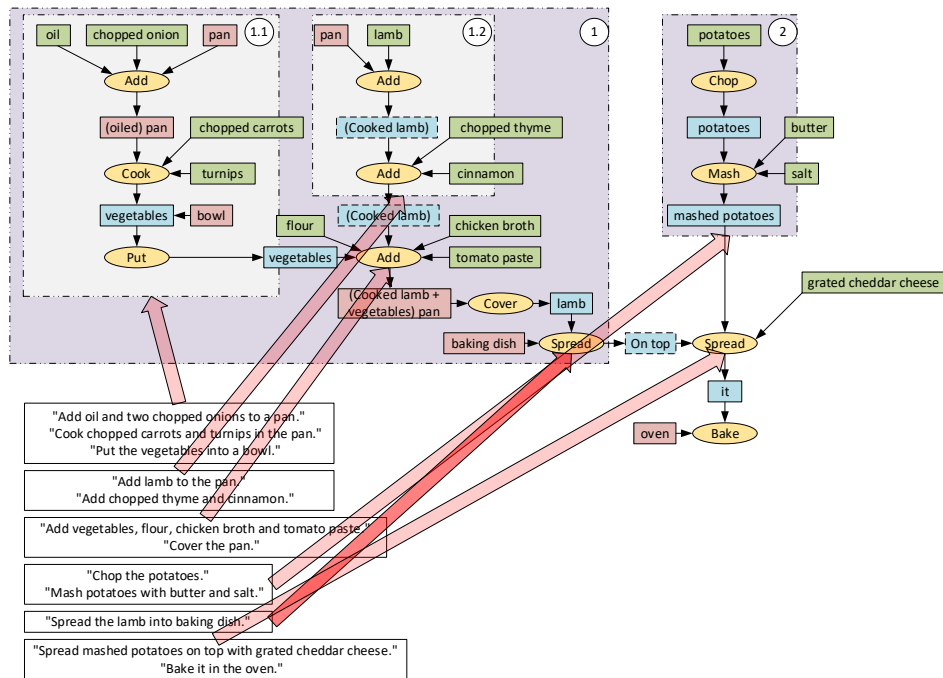 oil
chopped onion
pan
1.1
pan
lamb
1.2
1
potatoes
2
Add
Add
Chop
(oiled) pan
chopped carrots
(Cooked lamb)
chopped thyme
potatoes
butter
Cook
turnips
Add
cinnamon
Mash
salt
vegetables
bowl
flour
(Cooked lamb)
chicken broth
mashed potatoes
Put
vegetables
Add
tomato paste
grated cheddar cheese
(Cooked lamb +
vegetables) pan
Cover
lamb
baking dish
Spread
On top
Spread
it
oven
Bake
"Add oil and two chopped onions to a pan."
"Cook chopped carrots and turnips in the pan."
"Put the vegetables into a bowl."
"Add lamb to the pan."
"Add chopped thyme and cinnamon."
"Add vegetables, flour, chicken broth and tomato paste."
"Cover the pan."
"Chop the potatoes."
"Mash potatoes with butter and salt."
"Spread the lamb into baking dish."
"Spread mashed potatoes on top with grated cheddar cheese."
"Bake it in the oven."